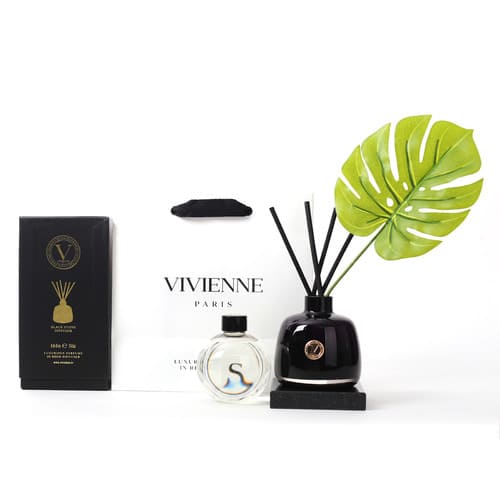 V
BLACK STONE
DIFFUSER
LUXURIOUS PERFUME
IN REED DIFFUSER
VIVIENNE
PARIS
LUXUR
IN RE
S
V